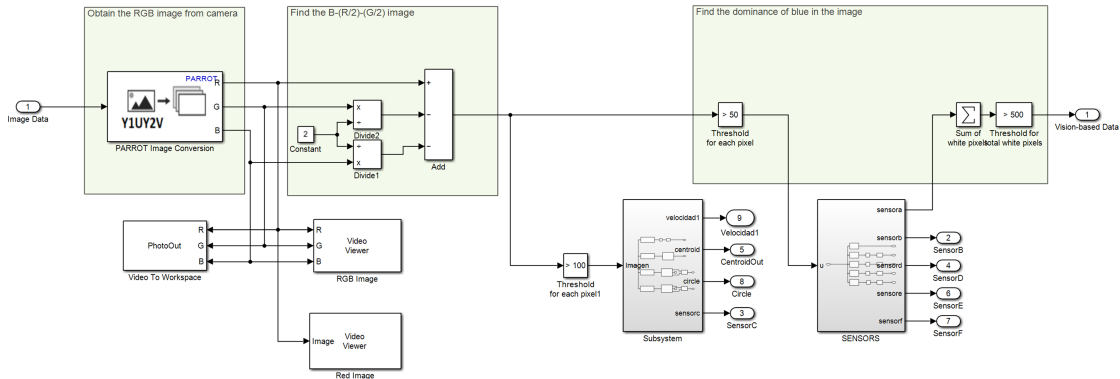 Obtain the RGB image from camera
Find the B-(R/2)-(G/2) image
Find the dominance of blue in the image
1
Image Data
PARROT
R
G
B
Y1UY2V
PARROT Image Conversion
2
Constant
x
÷
Divide2
÷
x
Divide1
+
−
−
Add
> 50
Threshold
for each pixel
∑
Sum of
white pixels
> 500
Threshold for
total white pixels
1
Vision-based Data
PhotoOut
R
G
B
Video To Workspace
R
G
B
Video
Viewer
RGB Image
Image
Video
Viewer
Red Image
> 100
Threshold
for each pixel1
imagen
velocidad1
centroid
circle
sensorc
Subsystem
9
Velocidad1
5
CentroidOut
8
Circle
3
SensorC
u
sensora
sensorb
sensord
sensore
sensorf
SENSORS
2
SensorB
4
SensorD
6
SensorE
7
SensorF